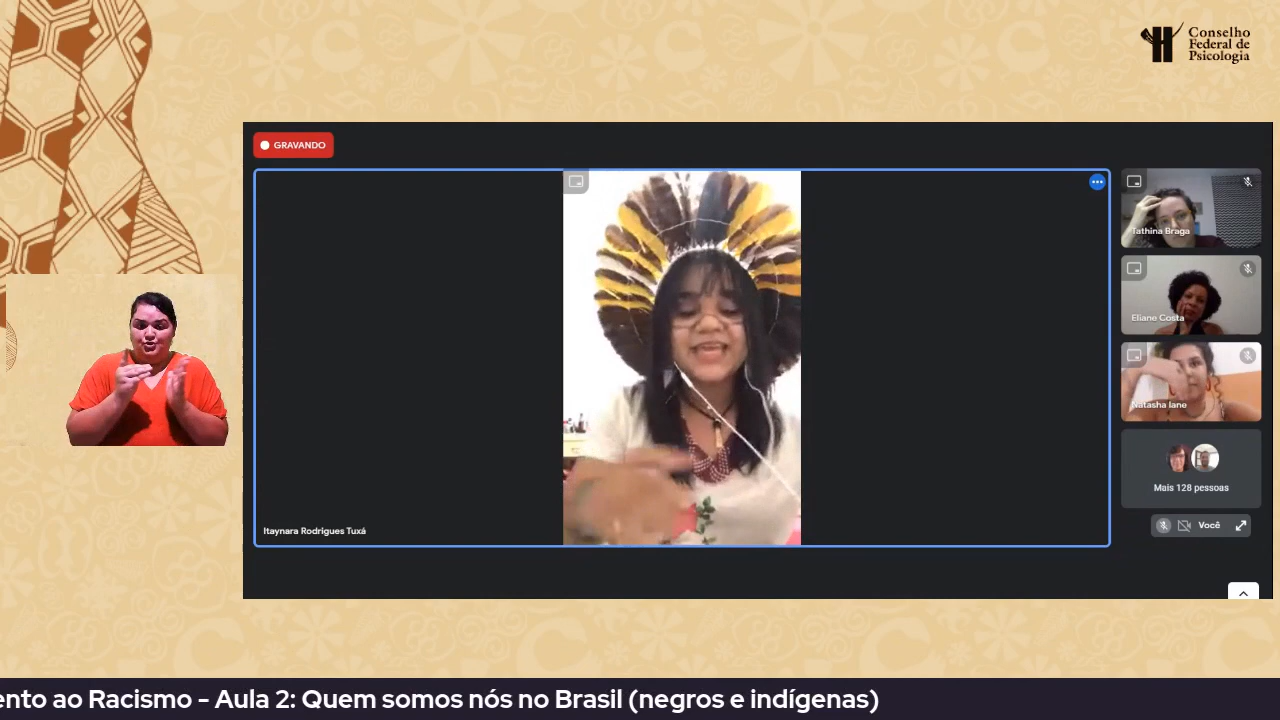 Conselho
Federal de
Psicologia
GRAVANDO
Tathina Braga
Eliane Costa
Natasha Iane
Mais 128 pessoas
Você
Itaynara Rodrigues Tuxá
ento ao Racismo - Aula 2: Quem somos nós no Brasil (negros e indígenas)